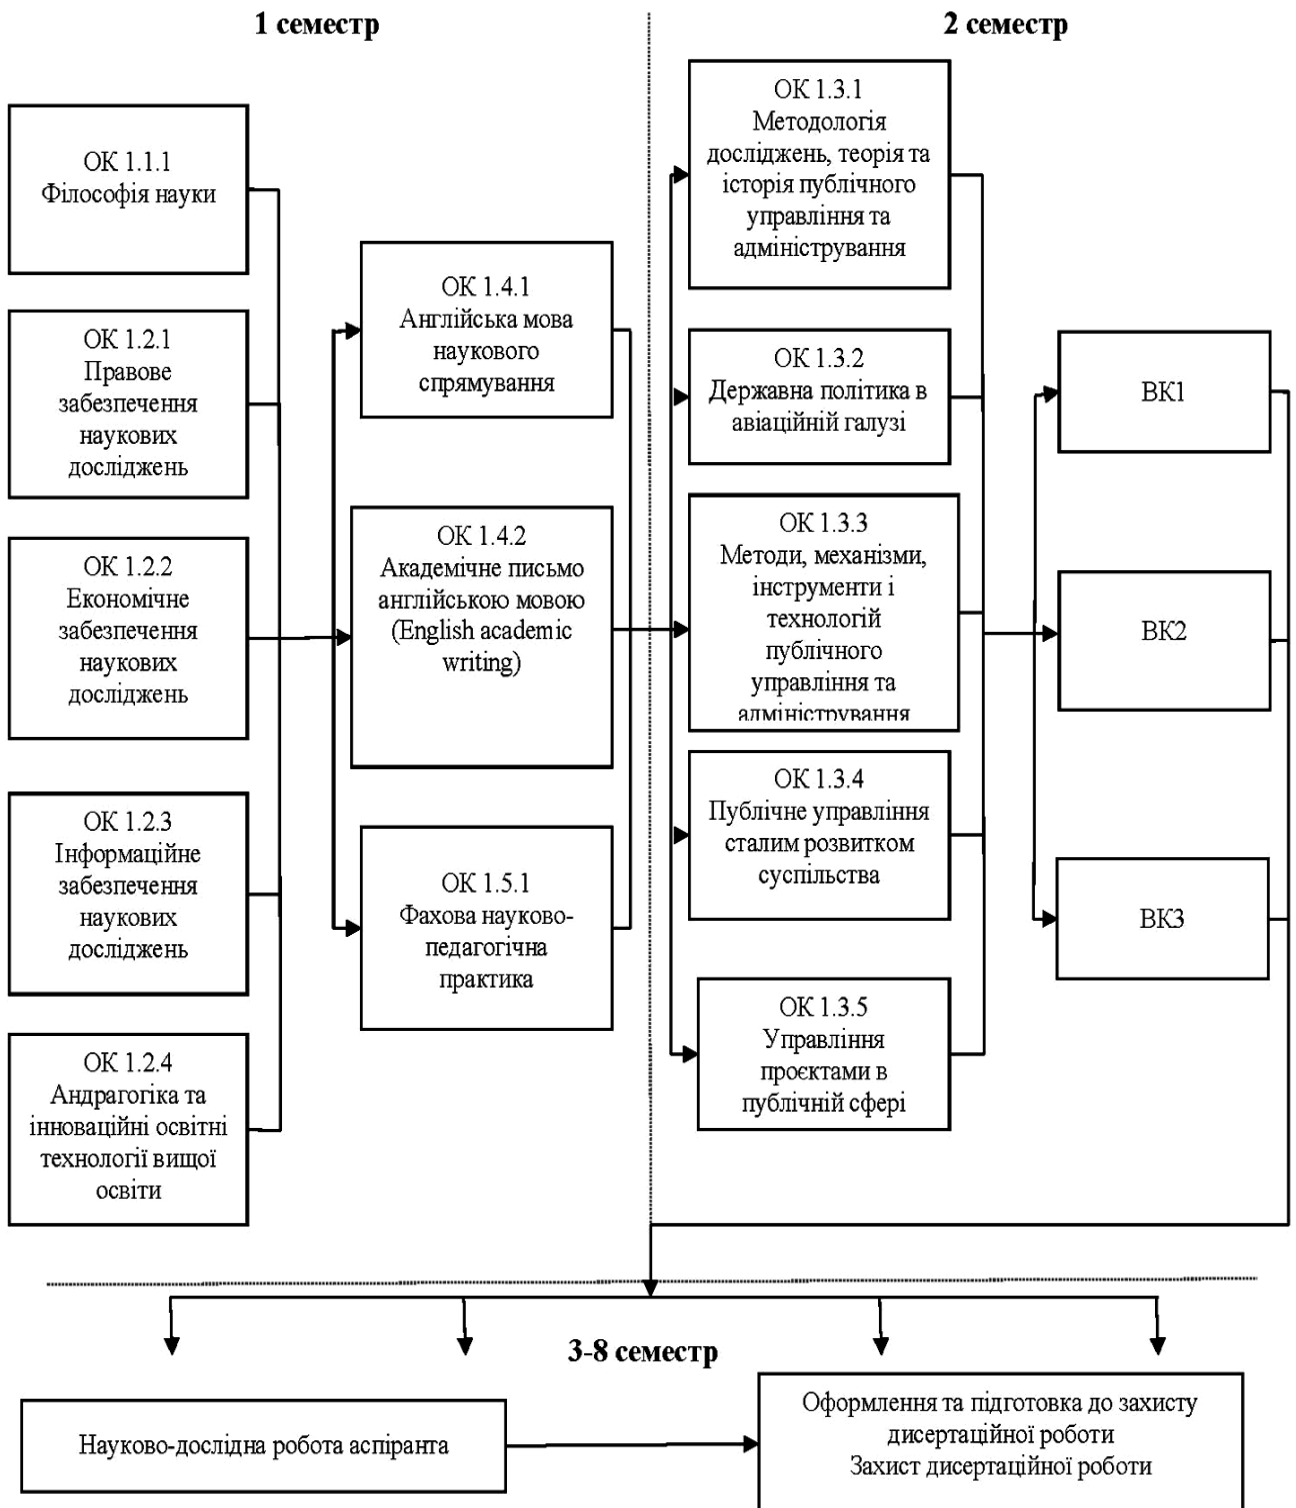 1 семестр
2 семестр
ОК 1.1.1
Філософія науки
ОК 1.2.1
Правове
забезпечення
наукових
досліджень
ОК 1.2.2
Економічне
забезпечення
наукових
досліджень
ОК 1.2.3
Інформаційне
забезпечення
наукових
досліджень
ОК 1.2.4
Андрагогіка та
інноваційні освітні
технології вищої
освіти
ОК 1.4.1
Англійська мова
наукового
спрямування
ОК 1.4.2
Академічне письмо
англійською мовою
(English academic
writing)
ОК 1.5.1
Фахова науково-
педагогічна
практика
ОК 1.3.1
Методологія
досліджень, теорія та
історія публічного
управління та
адміністрування
ОК 1.3.2
Державна політика в
авіаційній галузі
ОК 1.3.3
Методи, механізми,
інструменти і
технологій
публічного
управління та
адміністрування
ОК 1.3.4
Публічне управління
сталим розвитком
суспільства
ОК 1.3.5
Управління
проєктами в
публічній сфері
ВК1
ВК2
ВК3
3-8 семестр
Науково-дослідна робота аспіранта
Оформлення та підготовка до захисту
дисертаційної роботи
Захист дисертаційної роботи